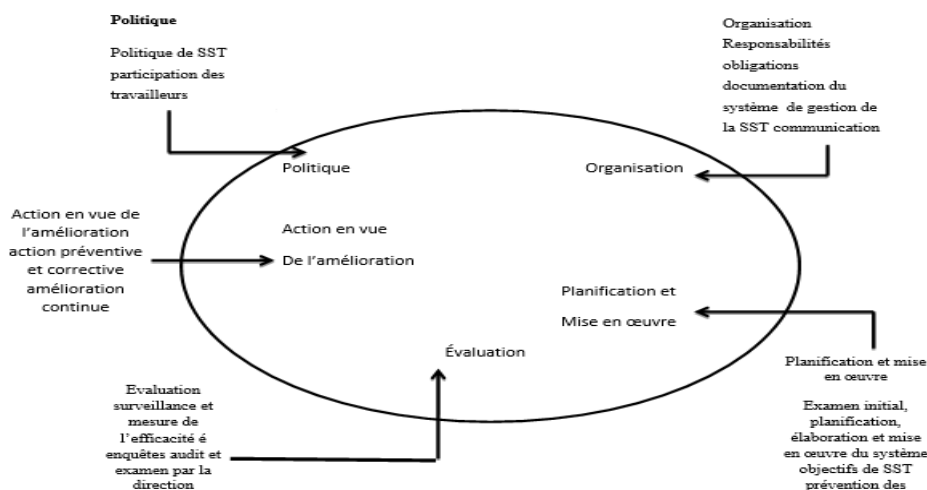 Politique
Politique de SST
participation des
travailleurs
Organisation
Responsabilités
obligations
documentation du
système de gestion de
la SST communication
Politique
Organisation
Action en vue de
l’amélioration
action préventive
et corrective
amélioration
continue
Action en vue
De l’amélioration
Planification et
Mise en œuvre
Évaluation
Evaluation
surveillance et
mesure de
l’efficacité é
enquêtes audit et
examen par la
direction
Planification et mise
en œuvre
Examen initial,
planification,
élaboration et mise
en œuvre du système
objectifs de SST
prévention des